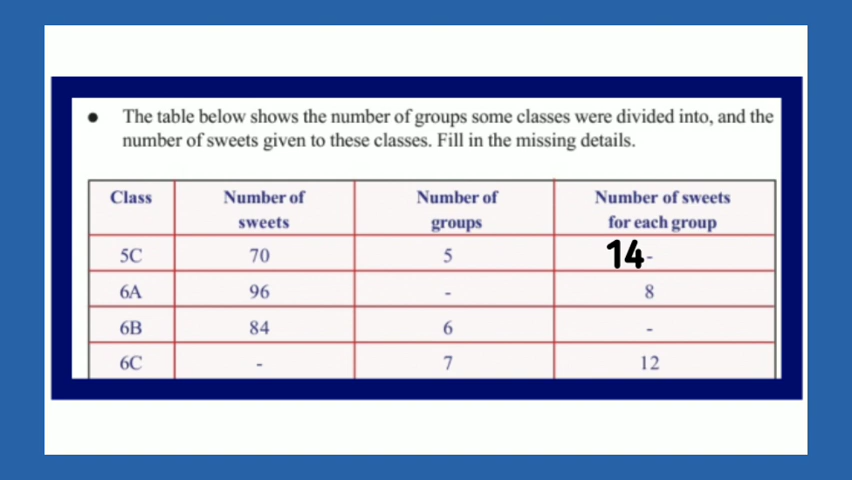 • The table below shows the number of groups some classes were divided into, and the
number of sweets given to these classes. Fill in the missing details.
Class Number of sweets Number of groups Number of sweets for each group
5C 70 5 14 -
6A 96 - 8
6B 84 6 -
6C - 7 12